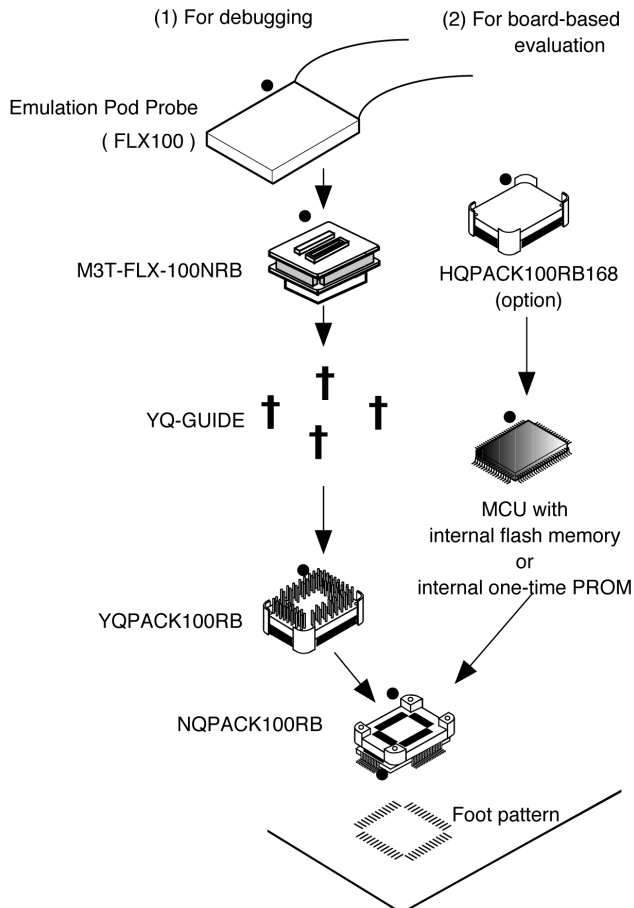 (1) For debugging
(2) For board-based
evaluation
Emulation Pod Probe
( FLX100 )
M3T-FLX-100NRB
HQPACK100RB168
(option)
YQ-GUIDE
MCU with
internal flash memory
or
internal one-time PROM
YQPACK100RB
NQPACK100RB
Foot pattern